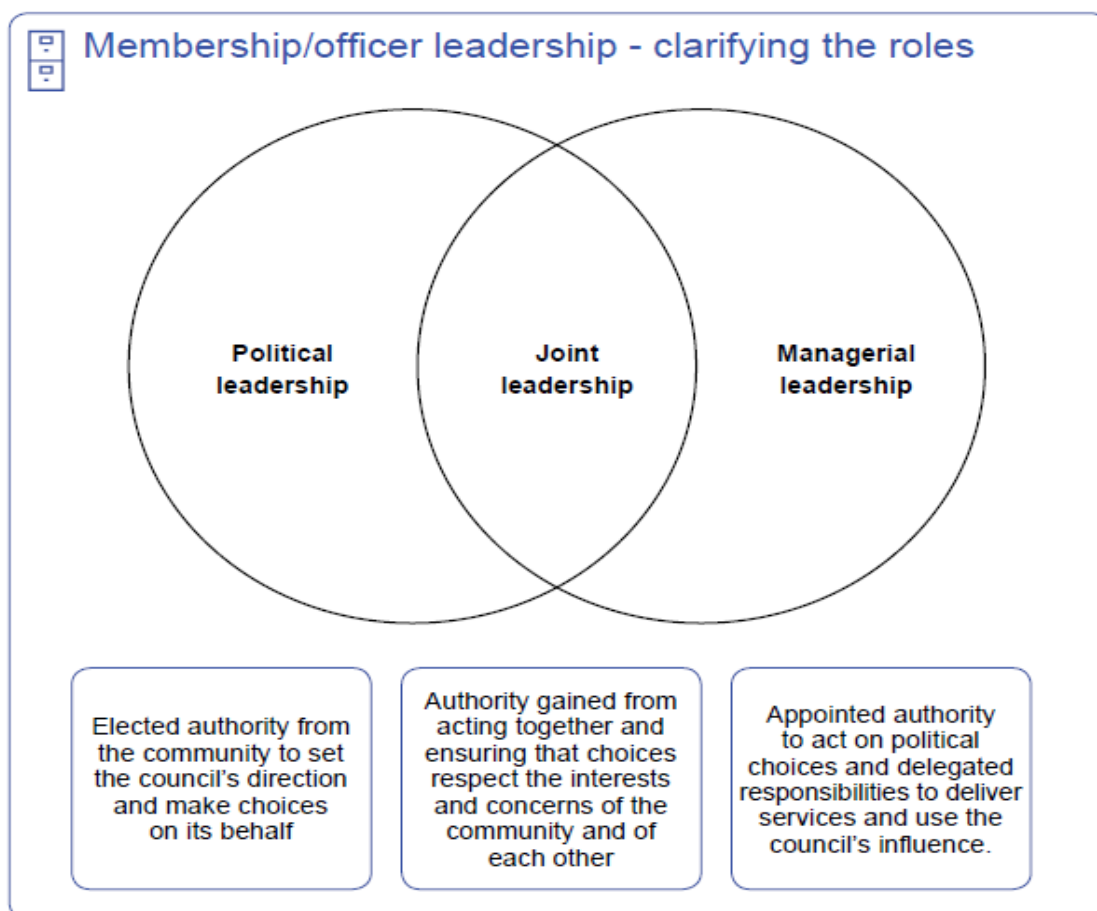 Membership/officer leadership - clarifying the roles
Political
leadership
Joint
leadership
Managerial
leadership
Elected authority from
the community to set
the council's direction
and make choices
on its behalf
Authority gained from
acting together and
ensuring that choices
respect the interests
and concerns of the
community and of
each other
Appointed authority
to act on political
choices and delegated
responsibilities to deliver
services and use the
council's influence.